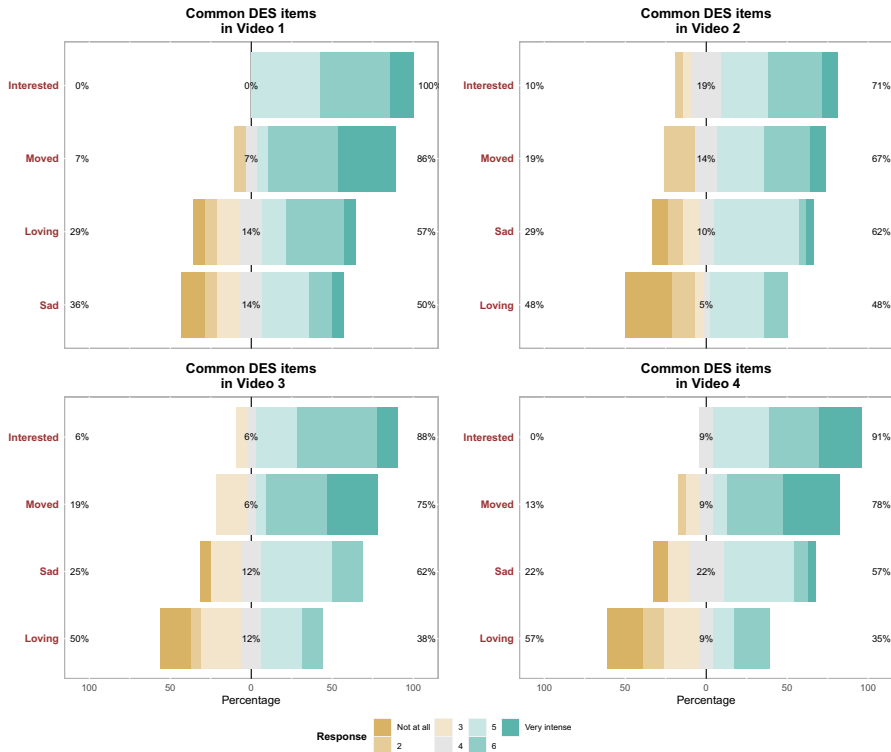 Common DES items
in Video 1
Interested 0% 0% 100%
Moved 7% 7% 86%
Loving 29% 14% 57%
Sad 36% 14% 50%
Common DES items
in Video 2
Interested 10% 19% 71%
Moved 19% 14% 67%
Sad 29% 10% 62%
Loving 48% 5% 48%
Common DES items
in Video 3
Interested 6% 6% 88%
Moved 19% 6% 75%
Sad 25% 12% 62%
Loving 50% 12% 38%
100 50 0 50 100
Percentage
Common DES items
in Video 4
Interested 0% 9% 91%
Moved 13% 9% 78%
Sad 22% 22% 57%
Loving 57% 9% 35%
100 50 0 50 100
Percentage
Response Not at all 3 5 Very intense
2 4 6